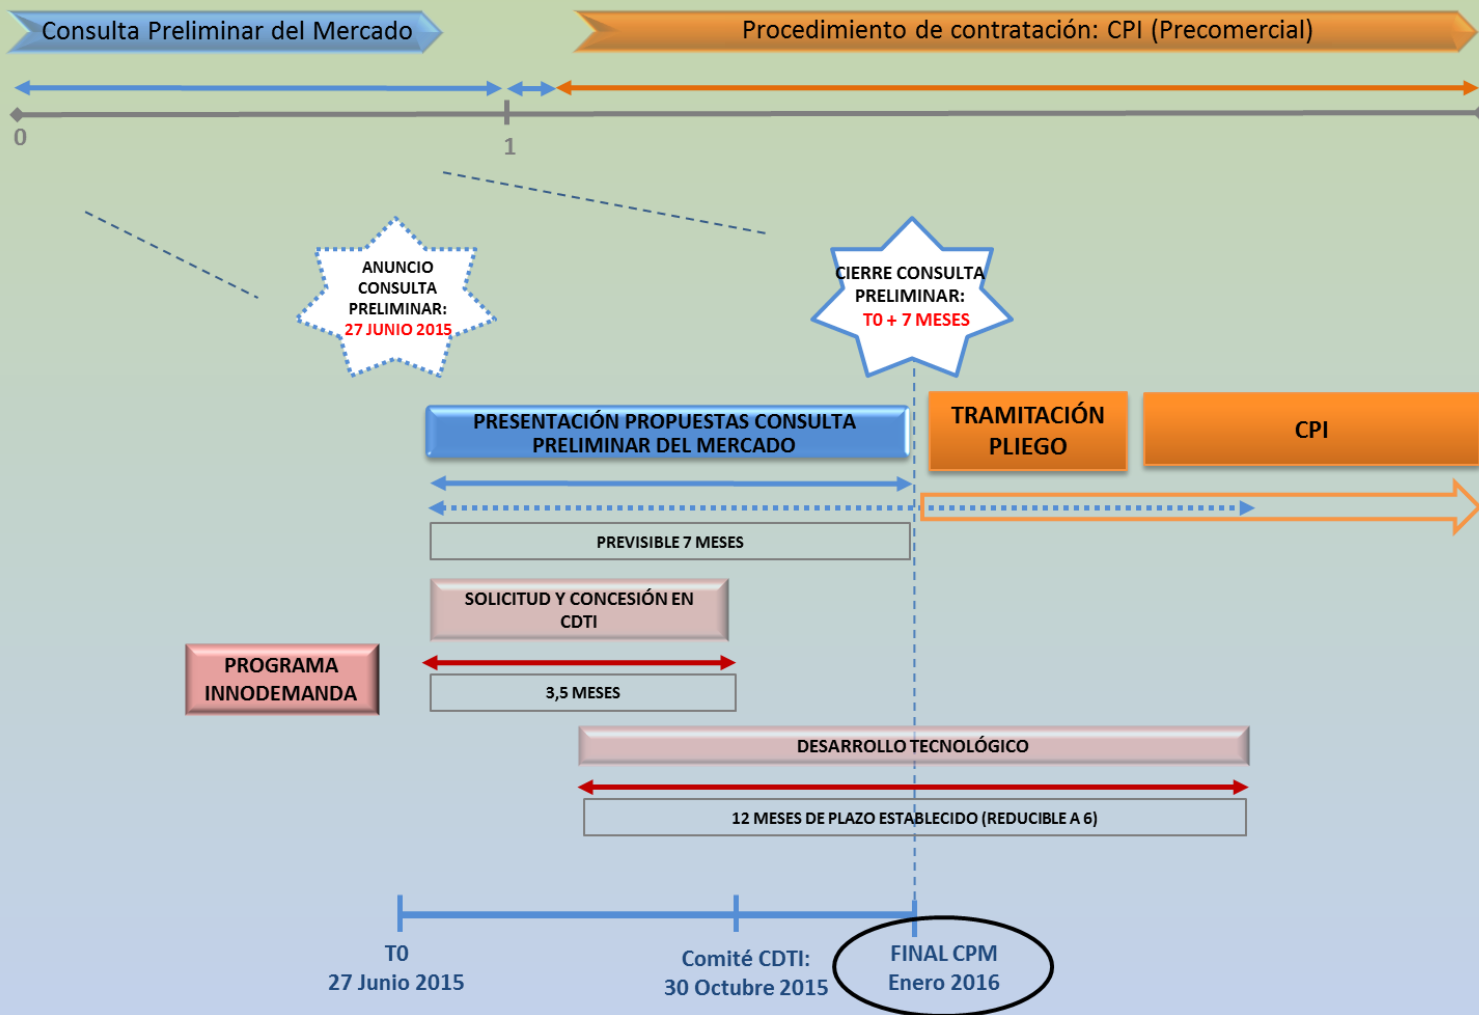 Consulta Preliminar del Mercado
Procedimiento de contratación: CPI (Precomercial)
0
1
ANUNCIO
CONSULTA
PRELIMINAR:
27 JUNIO 2015
CIERRE CONSULTA
PRELIMINAR:
T0 + 7 MESES
PRESENTACIÓN PROPUESTAS CONSULTA
PRELIMINAR DEL MERCADO
TRAMITACIÓN
PLIEGO
CPI
PREVISIBLE 7 MESES
SOLICITUD Y CONCESIÓN EN
CDTI
PROGRAMA
INNODEMANDA
3,5 MESES
DESARROLLO TECNOLÓGICO
12 MESES DE PLAZO ESTABLECIDO (REDUCIBLE A 6)
T0
27 Junio 2015
Comité CDTI:
30 Octubre 2015
FINAL CPM
Enero 2016